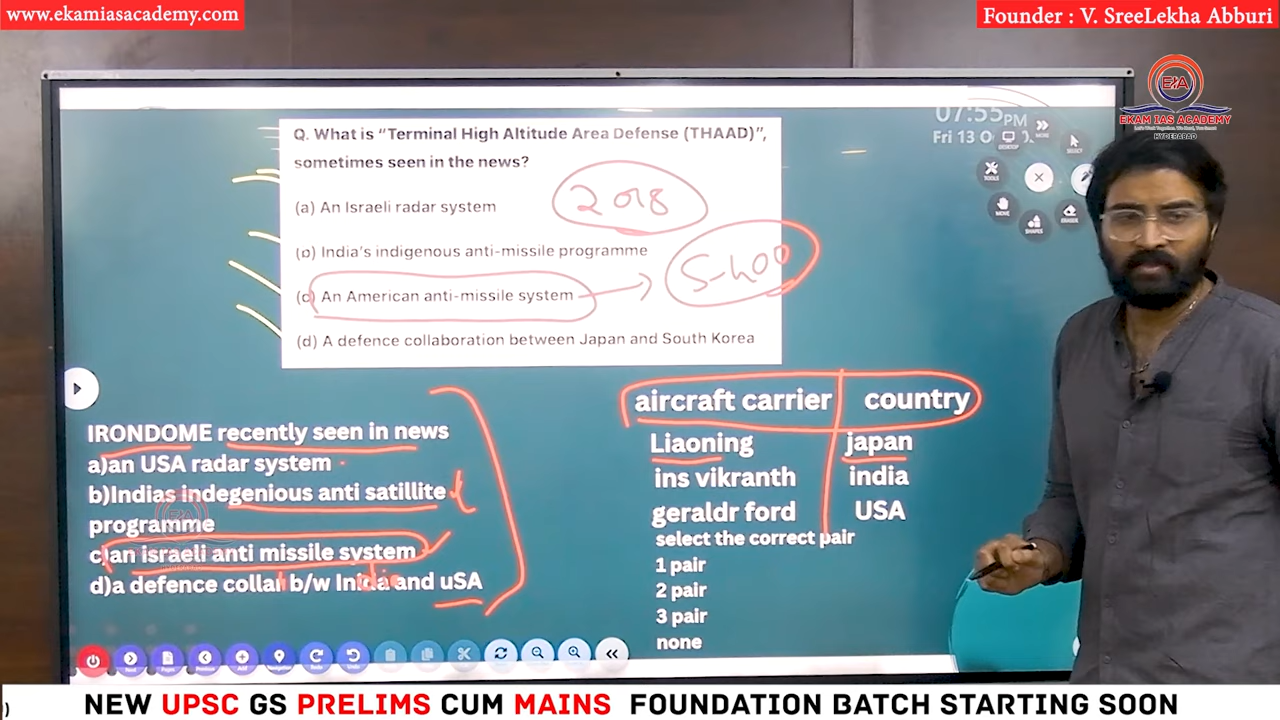 www.ekamiasacademy.com
Founder : V. SreeLekha Abburi
EKAM IAS ACADEMY
HYDERABAD
07:55PM
Q. What is “Terminal High Altitude Area Defense (THAAD)”,
sometimes seen in the news?
(a) An Israeli radar system
2018
(b) India's indigenous anti-missile programme
S-400
(c) An American anti-missile system
(d) A defence collaboration between Japan and South Korea
IRONDOME recently seen in news
a)an USA radar system
b)Indias indegenious anti satillite
programme
c)an israeli anti missile system
d)a defence collab b/w India and uSA
aircraft carrier country
Liaoning japan
ins vikranth india
geraldr ford USA
select the correct pair
1 pair
2 pair
3 pair
none
NEW UPSC GS PRELIMS CUM MAINS FOUNDATION BATCH STARTING SOON